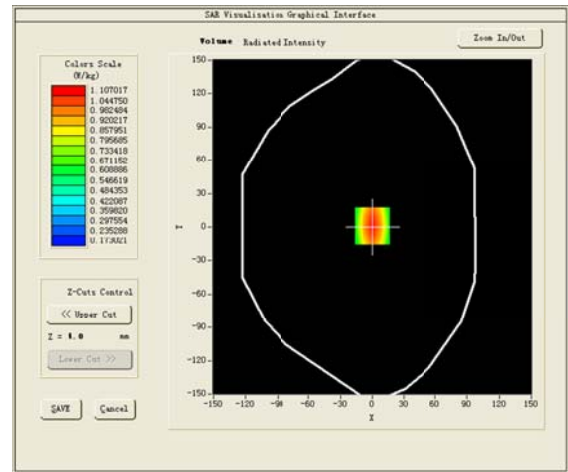 SAR Visualisation Graphical Interface
Volume Radiated Intensity
Zoom In/Out
Colors Scale
(W/kg)
1.107017
1.044750
0.982484
0.920217
0.857951
0.795685
0.733418
0.671152
0.608886
0.546619
0.484353
0.422087
0.359820
0.297554
0.235288
0.173021
Z-Cuts Control
<< Upper Cut
Z = 4.0 mm
Lower Cut >>
SAVE Cancel
150
120
90
60
30
0
-30
-60
-90
-120
-150
Y
-150 -120 -90 -60 -30 0 30 60 90 120 150
X